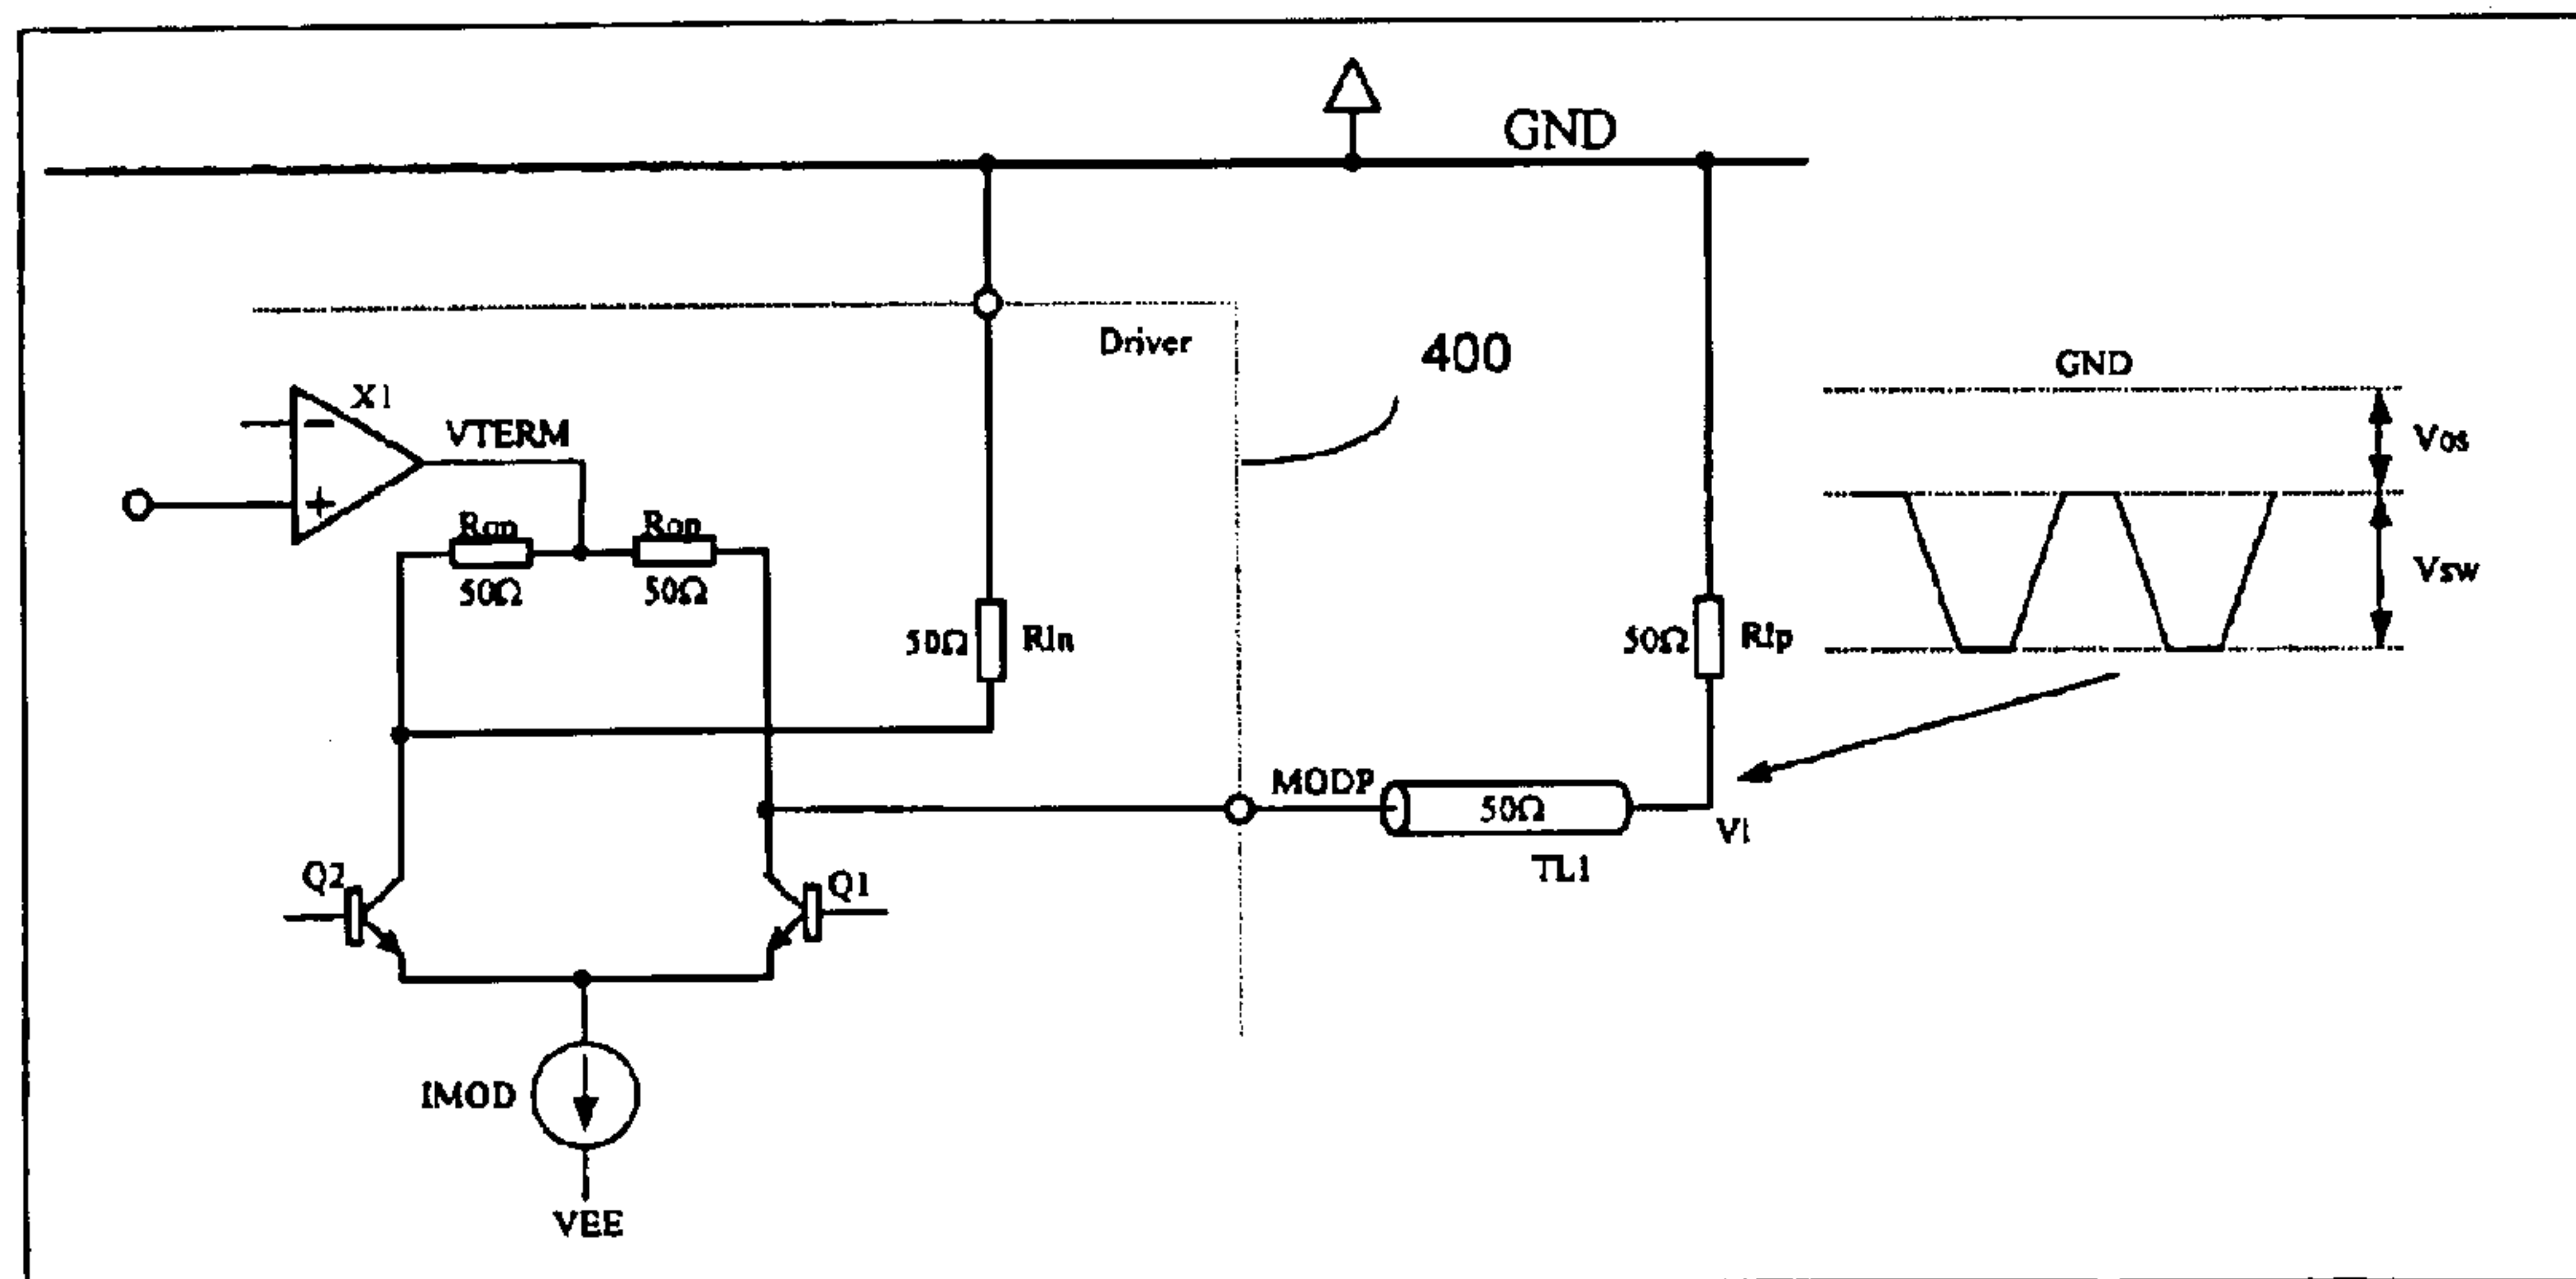 GND
Driver
400
GND
X1
VTERM
Vos
Ron
Rop
50Ω
50Ω
Vsw
50Ω
Rln
50Ω
Rlp
MODP
50Ω
Vl
TL1
Q2
Q1
IMOD
VEE